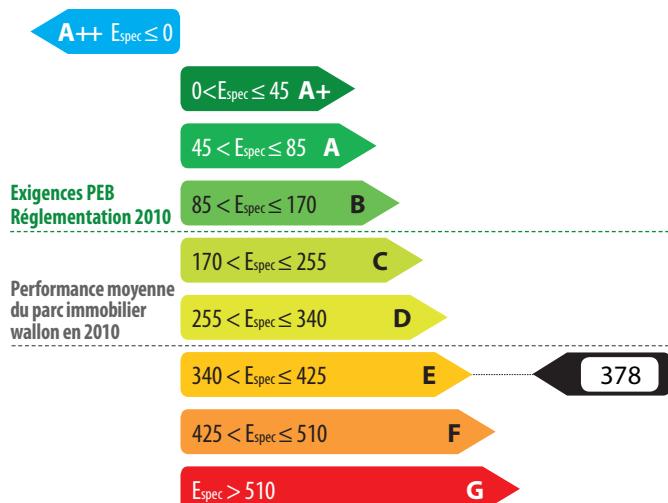 A++ Espec ≤ 0
0<Espec ≤ 45 A+
45 < Espec ≤ 85 A
Exigences PEB
Réglementation 2010
85 < Espec ≤ 170 B
170 < Espec ≤ 255 C
Performance moyenne
du parc immobilier
wallon en 2010
255 < Espec ≤ 340 D
340 < Espec ≤ 425 E
378
425 < Espec ≤ 510 F
Espec > 510 G